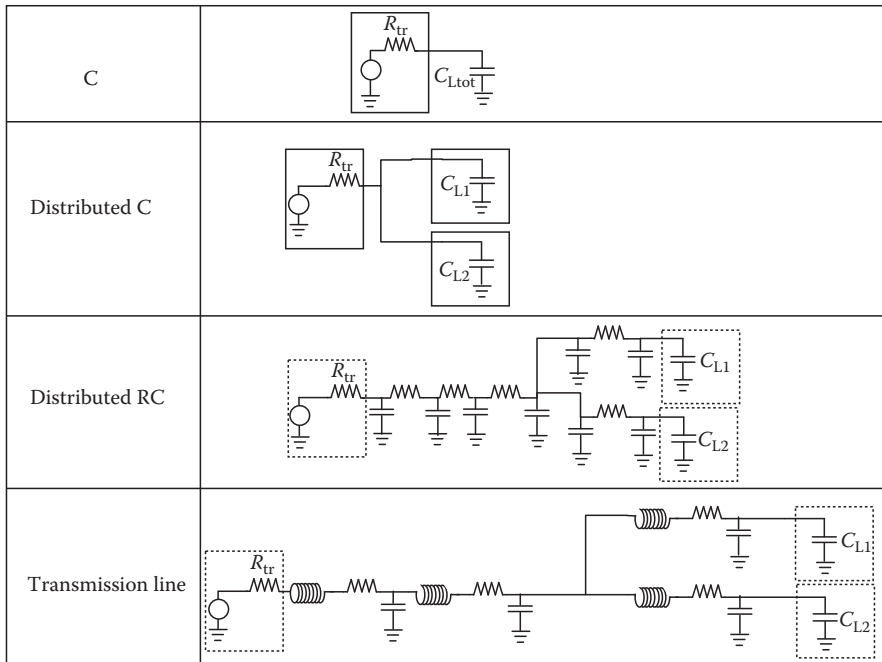 R_tr
C
C_Ltot
R_tr
C_L1
Distributed C
C_L2
R_tr
C_L1
Distributed RC
C_L2
R_tr
C_L1
Transmission line
C_L2